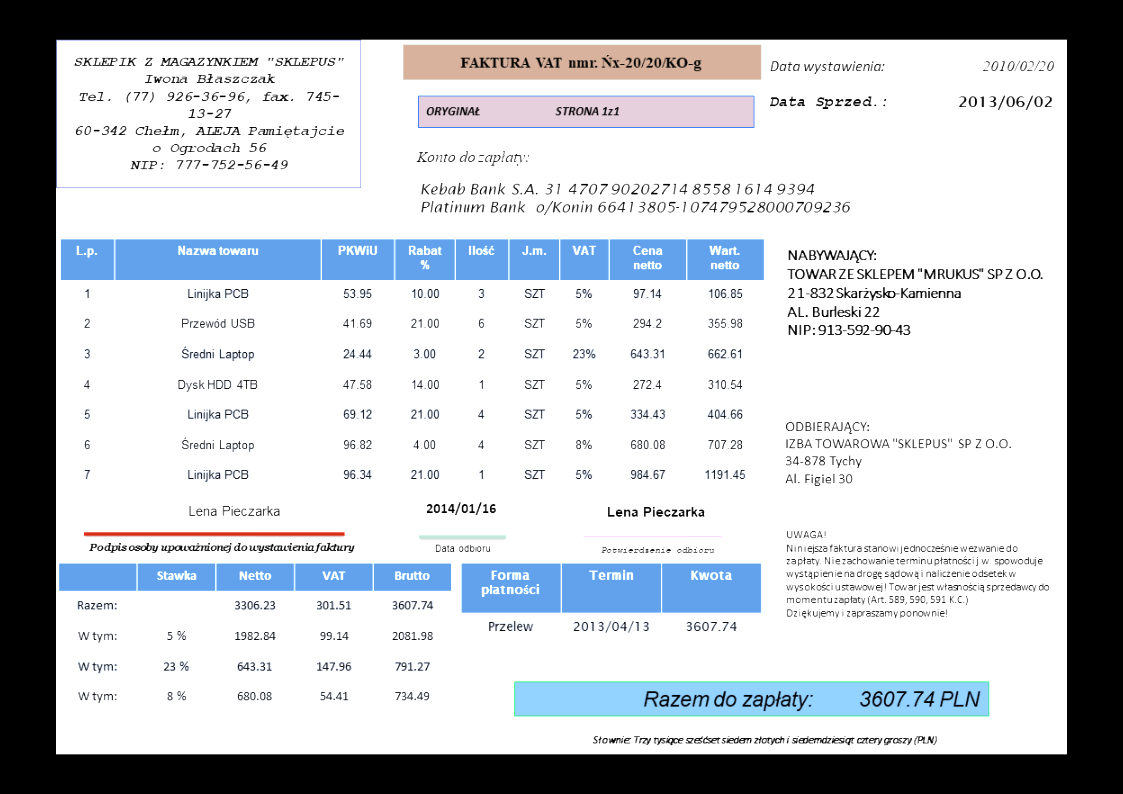 SKLEPIK Z MAGAZYNKIEM "SKLEPUS"
Iwona Błaszczak
Tel. (77) 926-36-96, fax. 745-
13-27
60-342 Chełm, ALEJA Pamiętajcie
o Ogrodach 56
NIP: 777-752-56-49
FAKTURA VAT nmr. Ńx-20/20/KO-g
ORYGINAŁ STRONA 1z1
Data wystawienia: 2010/02/20
Data Sprzed.: 2013/06/02
Konto do zapłaty:
Kebab Bank S.A. 31 4707 90202714 8558 1614 9394
Platinum Bank o/Konin 66413805-107479528000709236
L.p. Nazwa towaru PKWiU Rabat % Ilość J.m. VAT Cena netto Wart. netto
1 Linijka PCB 53.95 10.00 3 SZT 5% 97.14 106.85
2 Przewód USB 41.69 21.00 6 SZT 5% 294.2 355.98
3 Średni Laptop 24.44 3.00 2 SZT 23% 643.31 662.61
4 Dysk HDD 4TB 47.58 14.00 1 SZT 5% 272.4 310.54
5 Linijka PCB 69.12 21.00 4 SZT 5% 334.43 404.66
6 Średni Laptop 96.82 4.00 4 SZT 8% 680.08 707.28
7 Linijka PCB 96.34 21.00 1 SZT 5% 984.67 1191.45
NABYWAJĄCY:
TOWAR ZE SKLEPEM "MRUKUS" SP Z O.O.
21-832 Skarżysko-Kamienna
AL. Burleski 22
NIP: 913-592-90-43
ODBIERAJĄCY:
IZBA TOWAROWA "SKLEPUS" SP Z O.O.
34-878 Tychy
Al. Figiel 30
Lena Pieczarka 2014/01/16 Lena Pieczarka
Podpis osoby upoważnionej do wystawienia faktury Data odbioru Potwierdzenie odbioru
UWAGA!
Niniejsza faktura stanowi jednocześnie wezwanie do
zapłaty. Nie zachowanie terminu płatności j.w. spowoduje
wystąpienie na drogę sądową i naliczenie odsetek w
wysokości ustawowej! Towar jest własnością sprzedawcy do
momentu zapłaty (Art. 589, 590, 591 K.C.)
Dziękujemy i zapraszamy ponownie!
Stawka Netto VAT Brutto
Razem: 3306.23 301.51 3607.74
W tym: 5 % 1982.84 99.14 2081.98
W tym: 23 % 643.31 147.96 791.27
W tym: 8 % 680.08 54.41 734.49
Forma płatności Termin Kwota
Przelew 2013/04/13 3607.74
Razem do zapłaty: 3607.74 PLN
Słownie: Trzy tysiące sześćset siedem złotych i siedemdziesiąt cztery groszy (PLN)